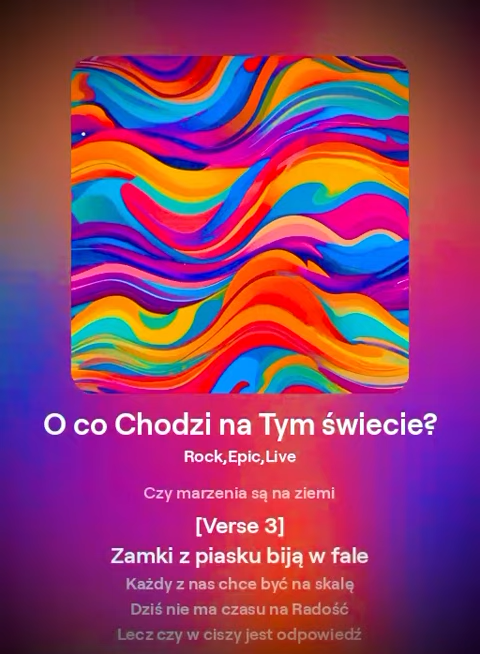 O co Chodzi na Tym świecie?
Rock,Epic,Live
Czy marzenia są na ziemi
[Verse 3]
Zamki z piasku biją w fale
Każdy z nas chce być na skalę
Dziś nie ma czasu na Radość
Lecz czy w ciszy jest odpowiedź